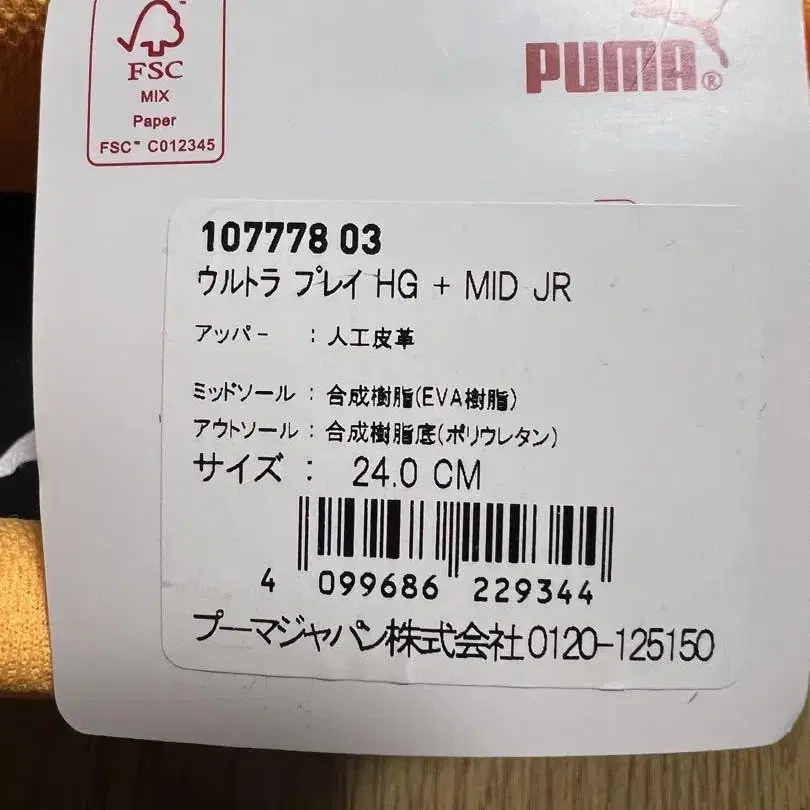 FSC
MIX
Paper
FSC™ C012345
PUMA®
107778 03
ウルトラ プレイ HG + MID JR
アッパー : 人工皮革
ミッドソール : 合成樹脂(EVA樹脂)
アウトソール : 合成樹脂底(ポリウレタン)
サイズ : 24.0 CM
4 099686 229344
プーマジャパン株式会社0120-125150